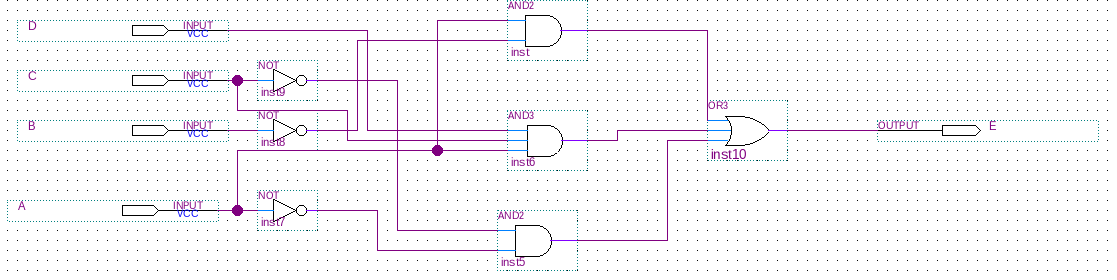 AND2
inst
D
INPUT
VCC
C
INPUT
VCC
NOT
inst9
B
INPUT
VCC
NOT
inst8
AND3
inst6
OR3
inst10
OUTPUT
E
A
INPUT
VCC
NOT
inst7
AND2
inst5